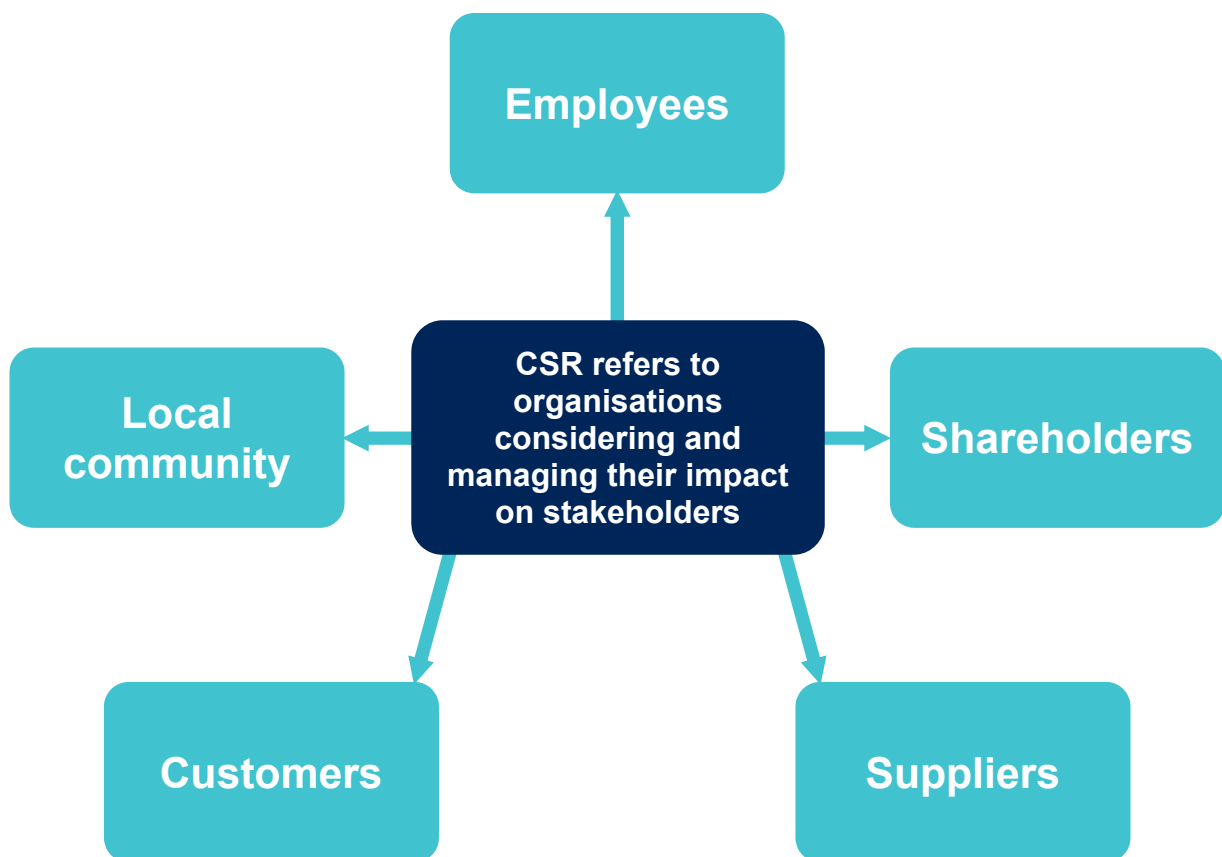 Employees
CSR refers to
organisations
considering and
managing their impact
on stakeholders
Local
community
Shareholders
Customers
Suppliers